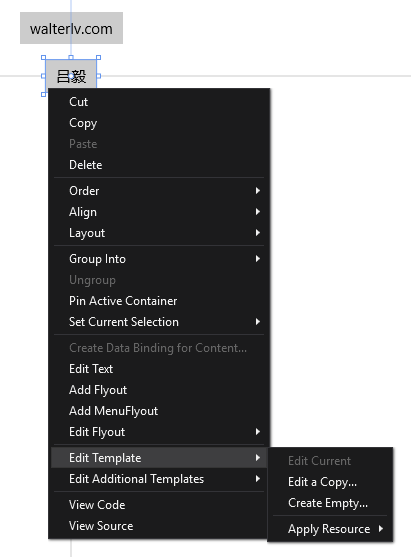 walterlv.com
吕毅
Cut
Copy
Paste
Delete
Order
Align
Layout
Group Into
Ungroup
Pin Active Container
Set Current Selection
Create Data Binding for Content...
Edit Text
Add Flyout
Add MenuFlyout
Edit Flyout
Edit Template
Edit Additional Templates
View Code
View Source
Edit Current
Edit a Copy...
Create Empty...
Apply Resource